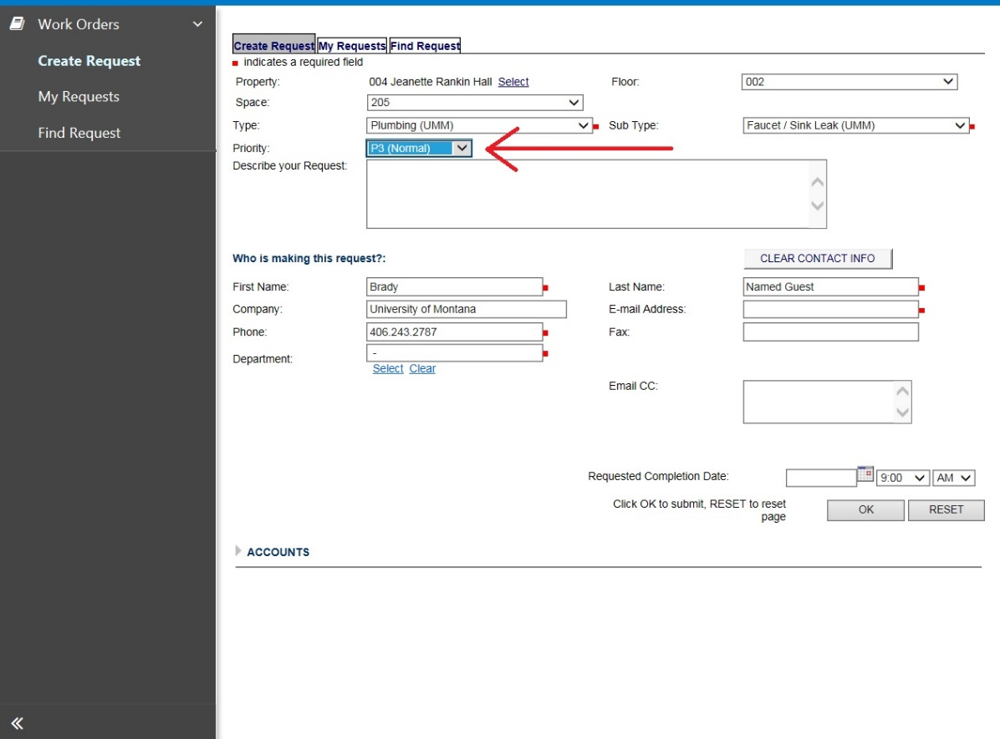 Work Orders
Create Request
My Requests
Find Request
Create Request My Requests Find Request
indicates a required field
Property: 004 Jeanette Rankin Hall Select Floor: 002
Space: 205
Type: Plumbing (UMM) Sub Type: Faucet / Sink Leak (UMM)
Priority: P3 (Normal)
Describe your Request:
Who is making this request?: CLEAR CONTACT INFO
First Name: Brady Last Name: Named Guest
Company: University of Montana E-mail Address:
Phone: 406.243.2787 Fax:
Department: -
Select Clear
Email CC:
Requested Completion Date: 9:00 AM
Click OK to submit, RESET to reset
page
OK RESET
ACCOUNTS